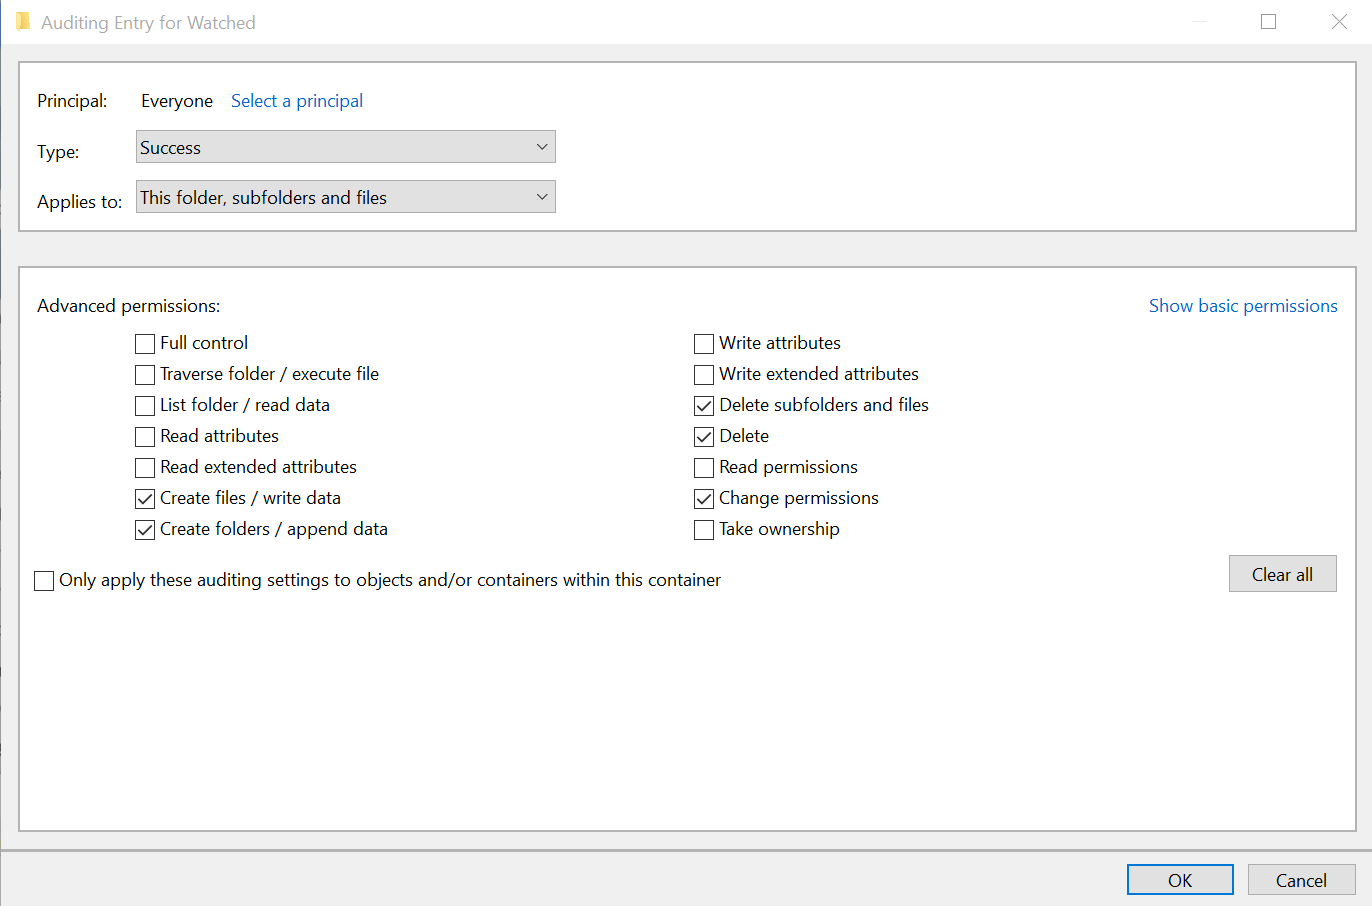 Auditing Entry for Watched
Principal: Everyone Select a principal
Type: Success
Applies to: This folder, subfolders and files
Advanced permissions: Show basic permissions
Full control
Traverse folder / execute file
List folder / read data
Read attributes
Read extended attributes
Create files / write data
Create folders / append data
Write attributes
Write extended attributes
Delete subfolders and files
Delete
Read permissions
Change permissions
Take ownership
Only apply these auditing settings to objects and/or containers within this container
Clear all
OK Cancel